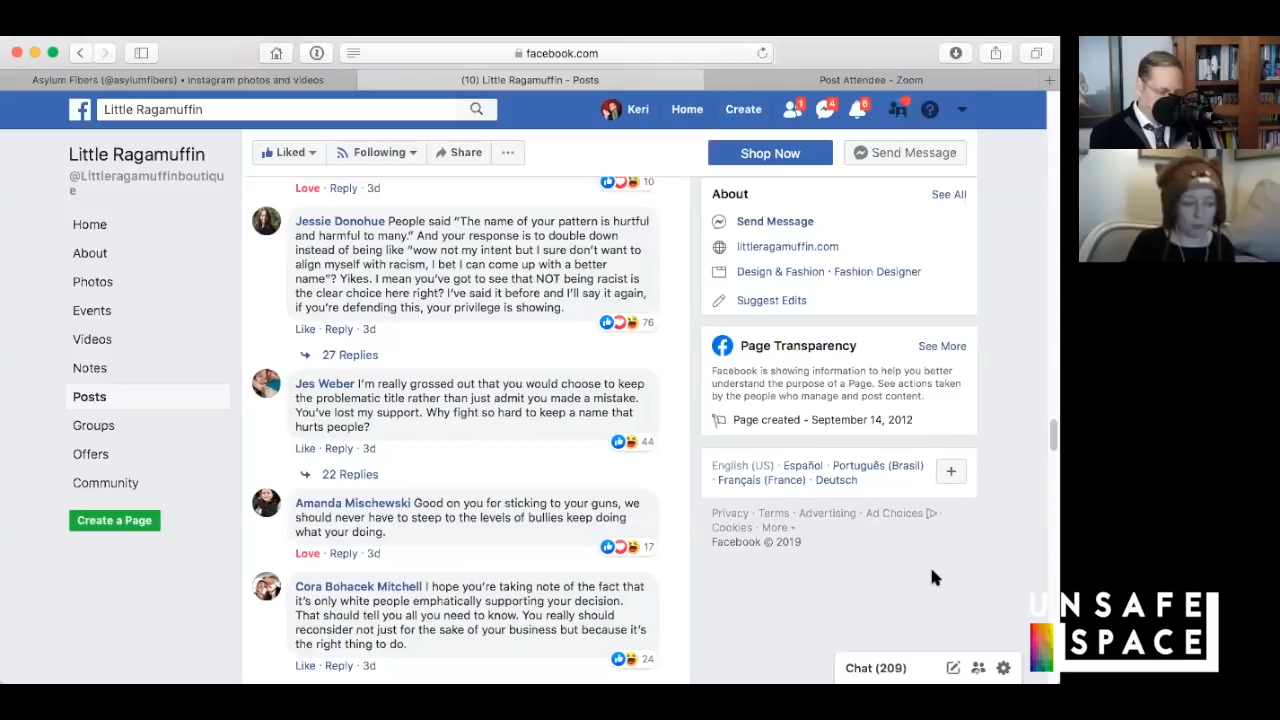 facebook.com
Asylum Fibers (@asylumfibers) • Instagram photos and videos
(10) Little Ragamuffin - Posts
Post Attendee - Zoom
Little Ragamuffin
Keri
Home
Create
1
4
6
Little Ragamuffin
@Littleragamuffinboutiqu
e
Home
About
Photos
Events
Videos
Notes
Posts
Groups
Offers
Community
Create a Page
Liked
Following
Share
Shop Now
Send Message
Love · Reply · 3d
10
Jessie Donohue People said “The name of your pattern is hurtful
and harmful to many.” And your response is to double down
instead of being like “wow not my intent but I sure don’t want to
align myself with racism, I bet I can come up with a better
name”? Yikes. I mean you’ve got to see that NOT being racist is
the clear choice here right? I’ve said it before and I’ll say it again,
if you’re defending this, your privilege is showing.
76
Like · Reply · 3d
27 Replies
Jes Weber I’m really grossed out that you would choose to keep
the problematic title rather than just admit you made a mistake.
You’ve lost my support. Why fight so hard to keep a name that
hurts people?
44
Like · Reply · 3d
22 Replies
Amanda Mischewski Good on you for sticking to your guns, we
should never have to steep to the levels of bullies keep doing
what your doing.
17
Love · Reply · 3d
Cora Bohacek Mitchell I hope you’re taking note of the fact that
it’s only white people emphatically supporting your decision.
That should tell you all you need to know. You really should
reconsider not just for the sake of your business but because it’s
the right thing to do.
24
Like · Reply · 3d
About
See All
Send Message
littleragamuffin.com
Design & Fashion · Fashion Designer
Suggest Edits
Page Transparency
See More
Facebook is showing information to help you better
understand the purpose of a Page. See actions taken
by the people who manage and post content.
Page created - September 14, 2012
English (US) · Español · Português (Brasil)
· Français (France) · Deutsch
Privacy · Terms · Advertising · Ad Choices ·
Cookies · More
Facebook © 2019
Chat (209)
UNSAFE
SPACE